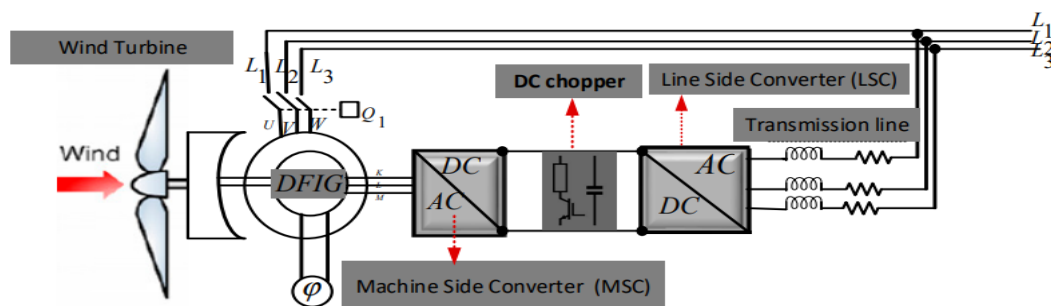 Wind Turbine
L1
L2
L3
L1
L2
L3
DC chopper
Line Side Converter (LSC)
Q1
U
V
W
Transmission line
Wind
DFIG
K
L
M
DC
AC
AC
DC
φ
Machine Side Converter (MSC)